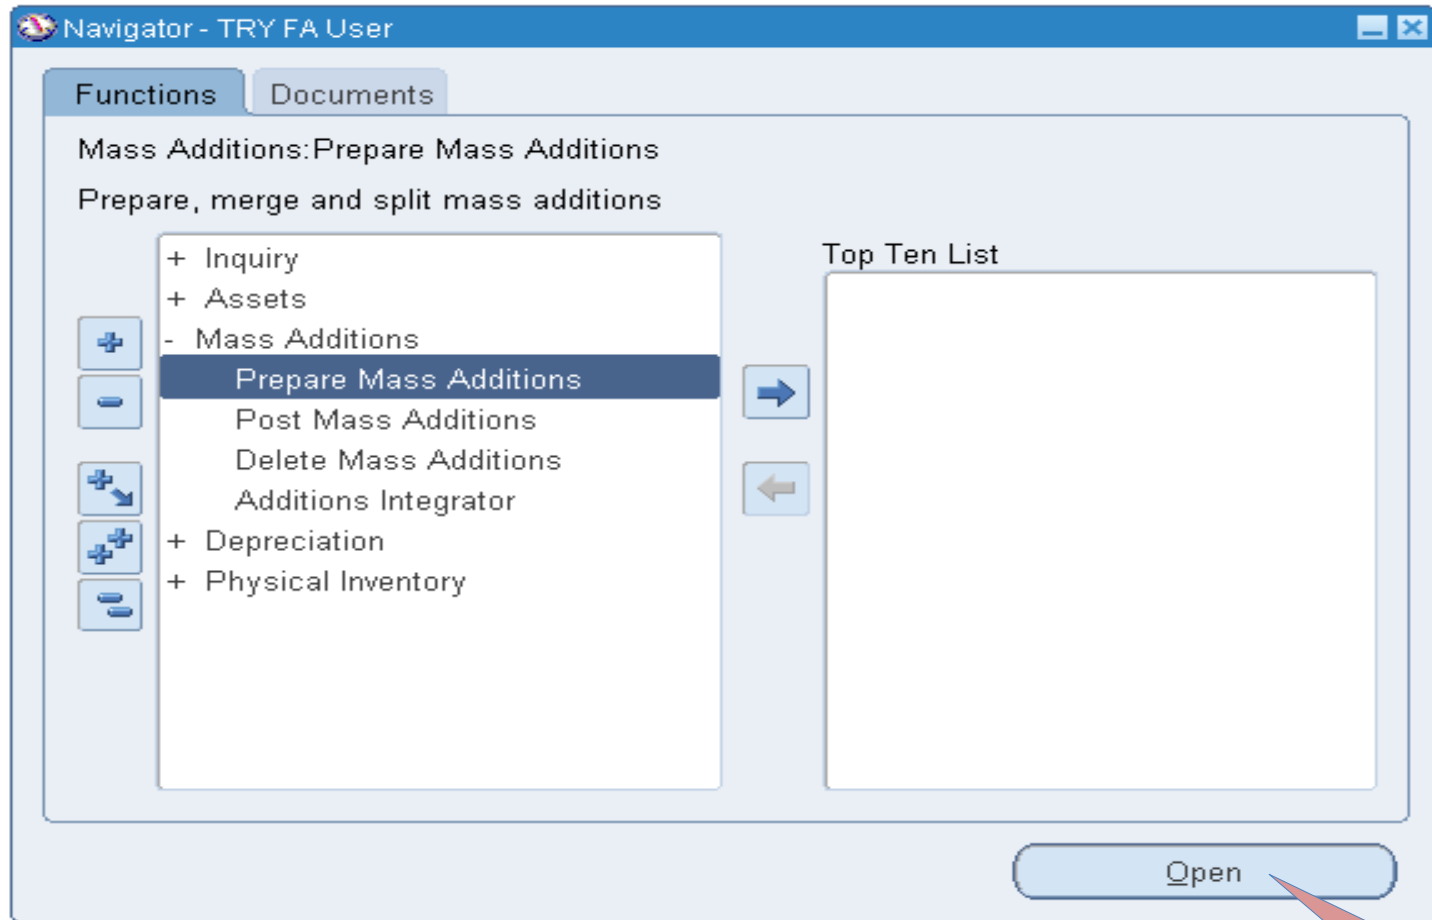 Navigator - TRY FA User
Functions
Documents
Mass Additions:Prepare Mass Additions
Prepare, merge and split mass additions
+ Inquiry
+ Assets
- Mass Additions
Prepare Mass Additions
Post Mass Additions
Delete Mass Additions
Additions Integrator
+ Depreciation
+ Physical Inventory
Top Ten List
Open